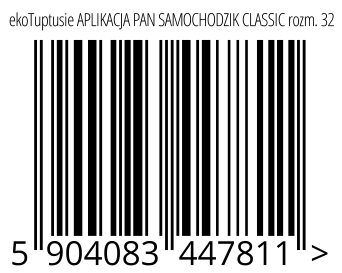 ekoTuptusie APLIKACJA PAN SAMOCHODZIK CLASSIC rozm. 32
5 904083 447811 >